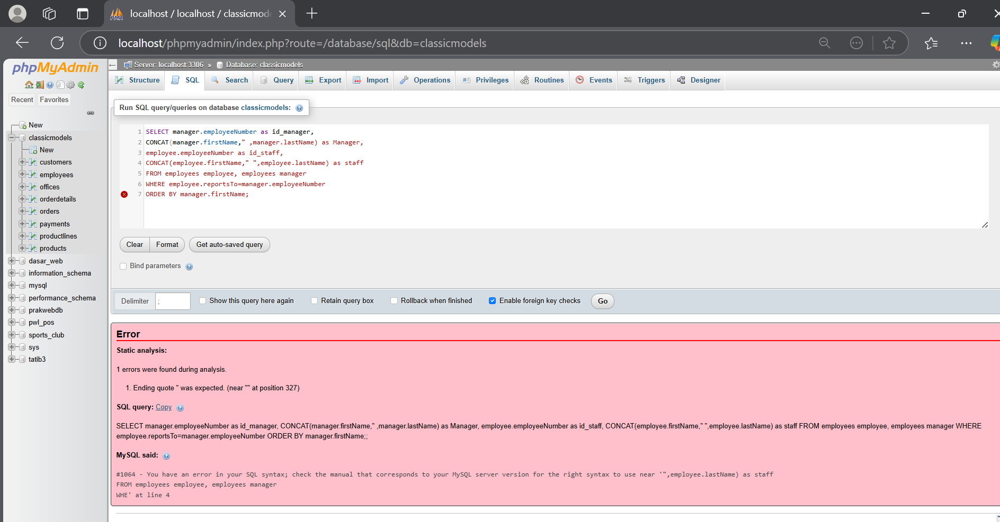 localhost / localhost / classicmod
localhost/phpmyadmin/index.php?route=/database/sql&db=classicmodels
phpMyAdmin
Recent Favorites
New
classicmodels
New
customers
employees
offices
orderdetails
orders
payments
productlines
products
dasar_web
information_schema
mysql
performance_schema
prakwebdb
pwl_pos
sports_club
sys
tatib3
Server: localhost:3306 » Database: classicmodels
Structure SQL Search Query Export Import Operations Privileges Routines Events Triggers Designer
Run SQL query/queries on database classicmodels:
1 SELECT manager.employeeNumber as id_manager,
2 CONCAT(manager.firstName," ,manager.lastName) as Manager,
3 employee.employeeNumber as id_staff,
4 CONCAT(employee.firstName," ",employee.lastName) as staff
5 FROM employees employee, employees manager
6 WHERE employee.reportsTo=manager.employeeNumber
7 ORDER BY manager.firstName;
Clear Format Get auto-saved query
Bind parameters
Delimiter ; Show this query here again Retain query box Rollback when finished Enable foreign key checks Go
Error
Static analysis:
1 errors were found during analysis.
1. Ending quote " was expected. (near "" at position 327)
SQL query: Copy
SELECT manager.employeeNumber as id_manager, CONCAT(manager.firstName," ,manager.lastName) as Manager, employee.employeeNumber as id_staff, CONCAT(employee.firstName," ",employee.lastName) as staff FROM employees employee, employees manager WHERE
employee.reportsTo=manager.employeeNumber ORDER BY manager.firstName;;
MySQL said:
#1064 - You have an error in your SQL syntax; check the manual that corresponds to your MySQL server version for the right syntax to use near '",employee.lastName) as staff
FROM employees employee, employees manager
WHE' at line 4